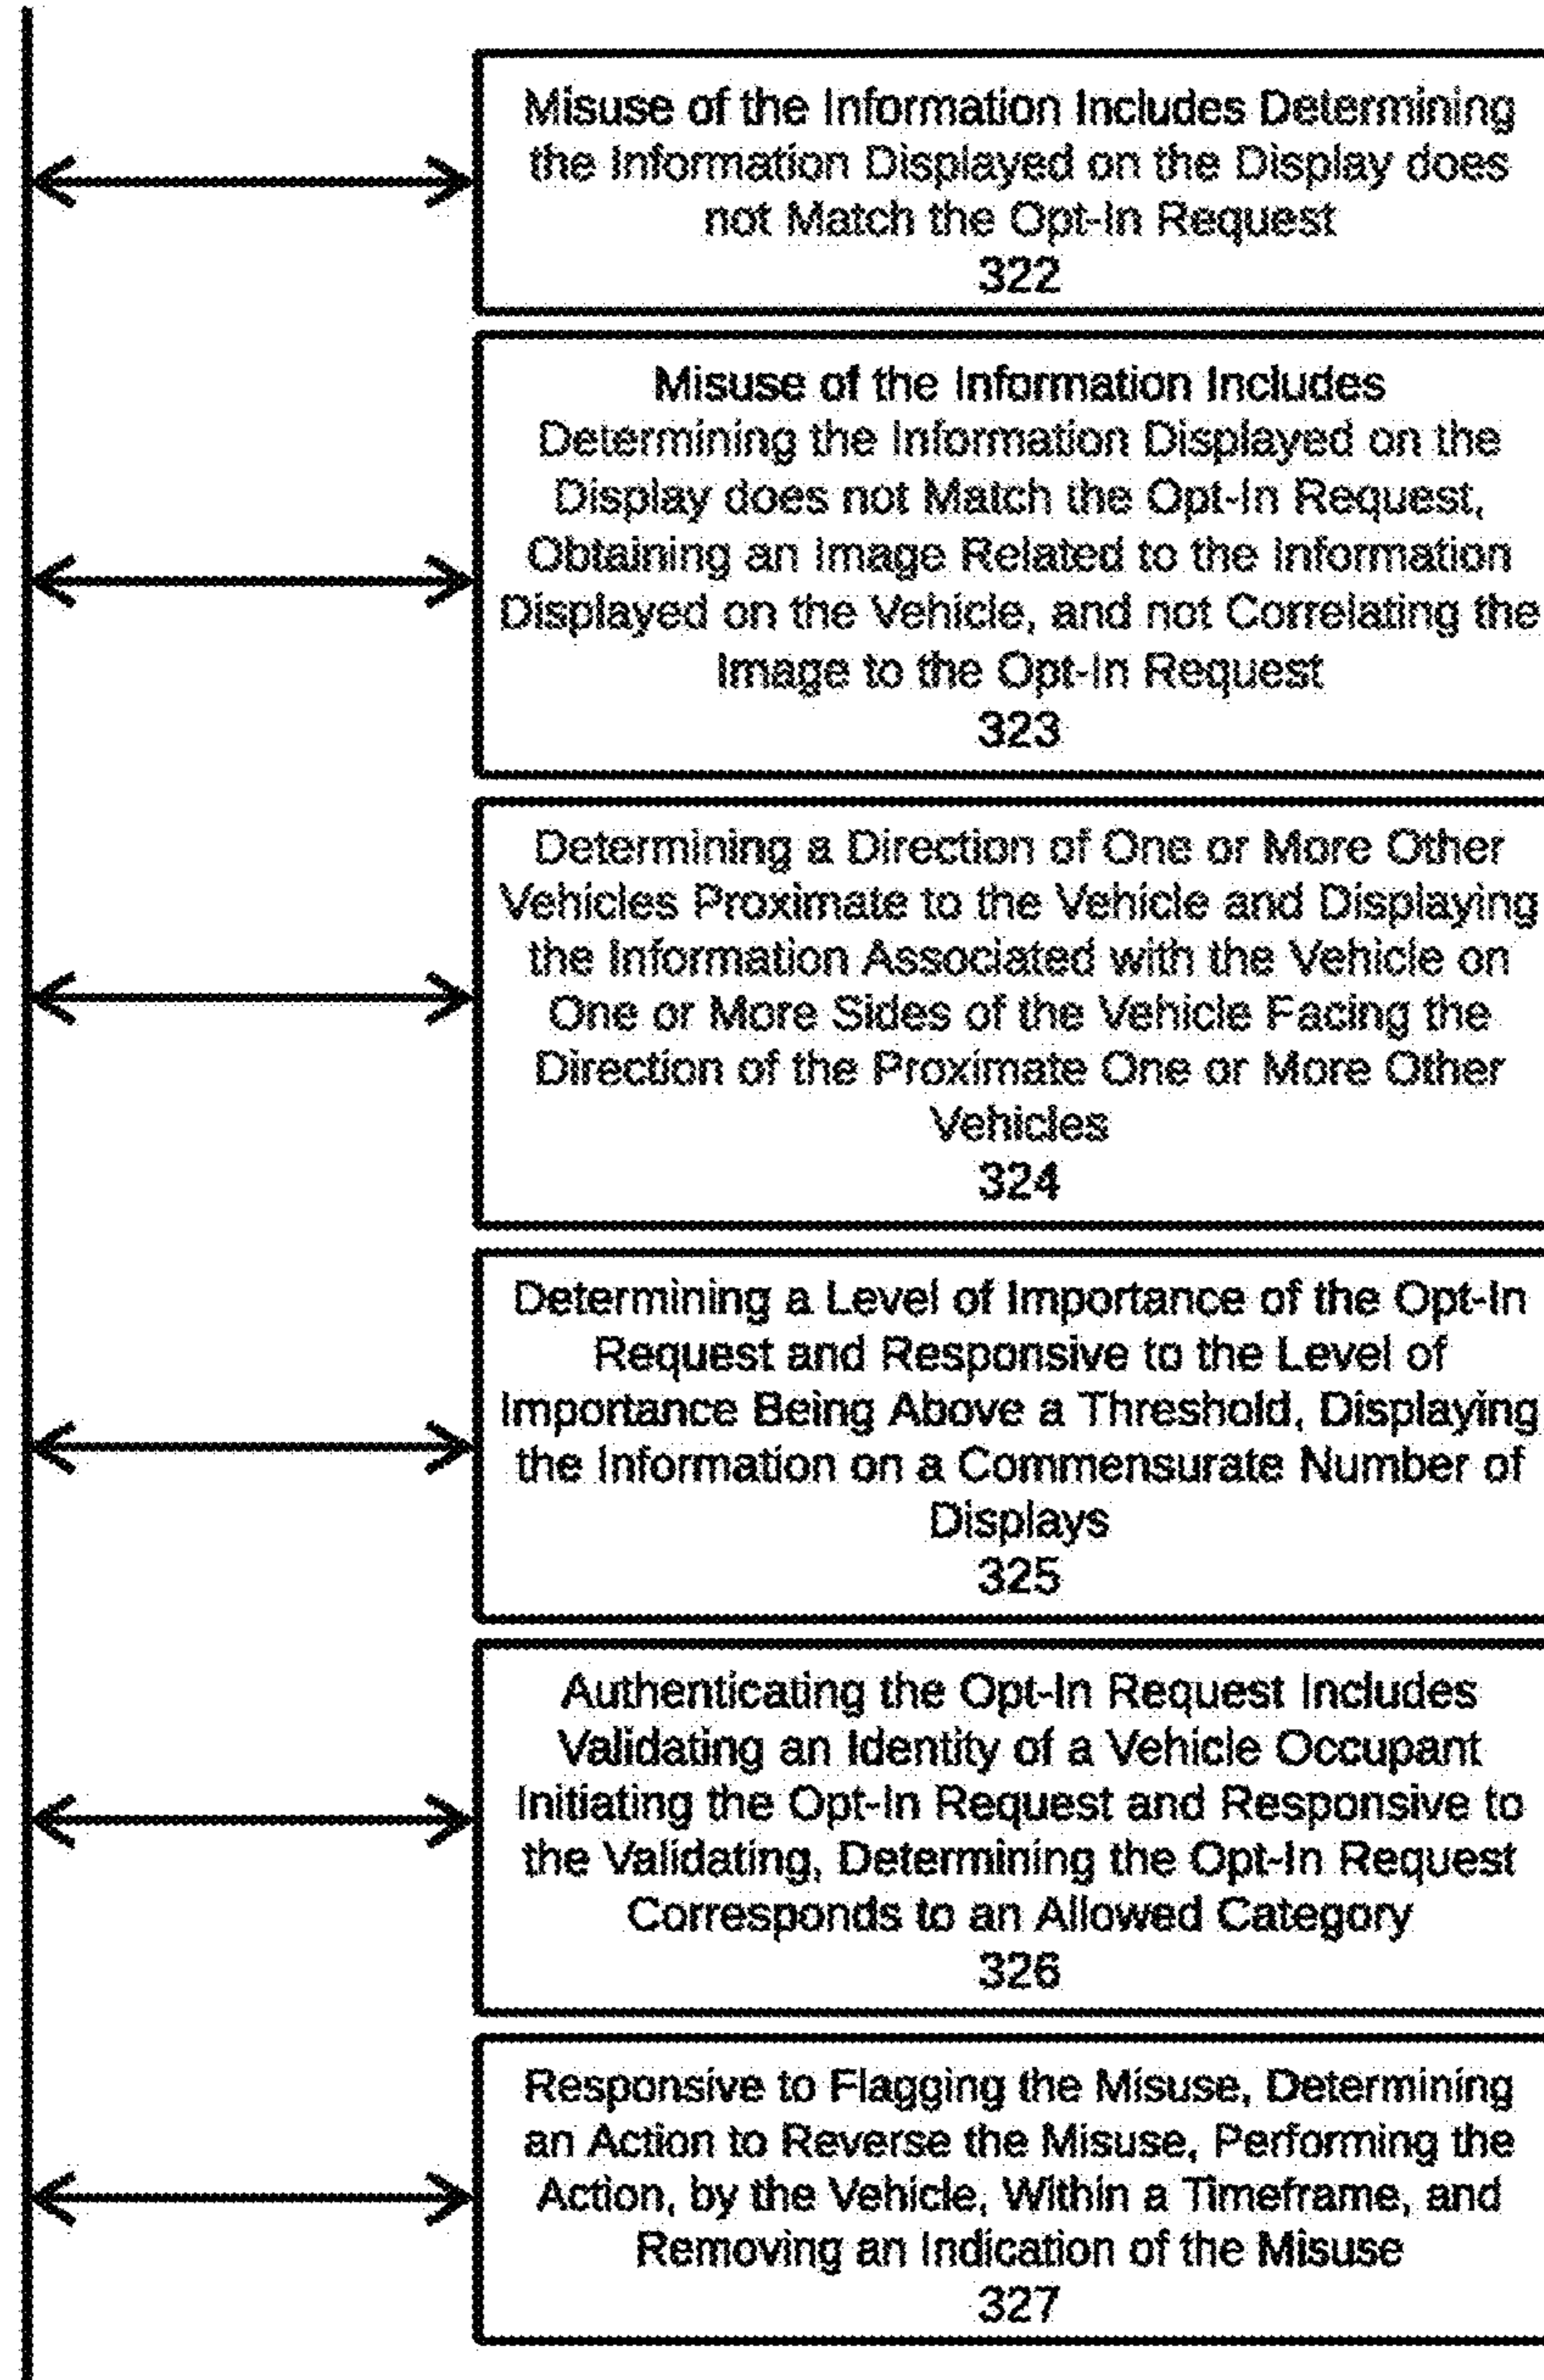 Misuse of the Information Includes Determining
the Information Displayed on the Display does
not Match the Opt-In Request
322
Misuse of the Information Includes
Determining the Information Displayed on the
Display does not Match the Opt-In Request,
Obtaining an Image Related to the Information
Displayed on the Vehicle, and not Correlating the
Image to the Opt-In Request
323
Determining a Direction of One or More Other
Vehicles Proximate to the Vehicle and Displaying
the Information Associated with the Vehicle on
One or More Sides of the Vehicle Facing the
Direction of the Proximate One or More Other
Vehicles
324
Determining a Level of Importance of the Opt-In
Request and Responsive to the Level of
Importance Being Above a Threshold, Displaying
the Information on a Commensurate Number of
Displays
325
Authenticating the Opt-In Request Includes
Validating an Identity of a Vehicle Occupant
Initiating the Opt-In Request and Responsive to
the Validating, Determining the Opt-In Request
Corresponds to an Allowed Category
326
Responsive to Flagging the Misuse, Determining
an Action to Reverse the Misuse, Performing the
Action, by the Vehicle, Within a Timeframe, and
Removing an Indication of the Misuse
327